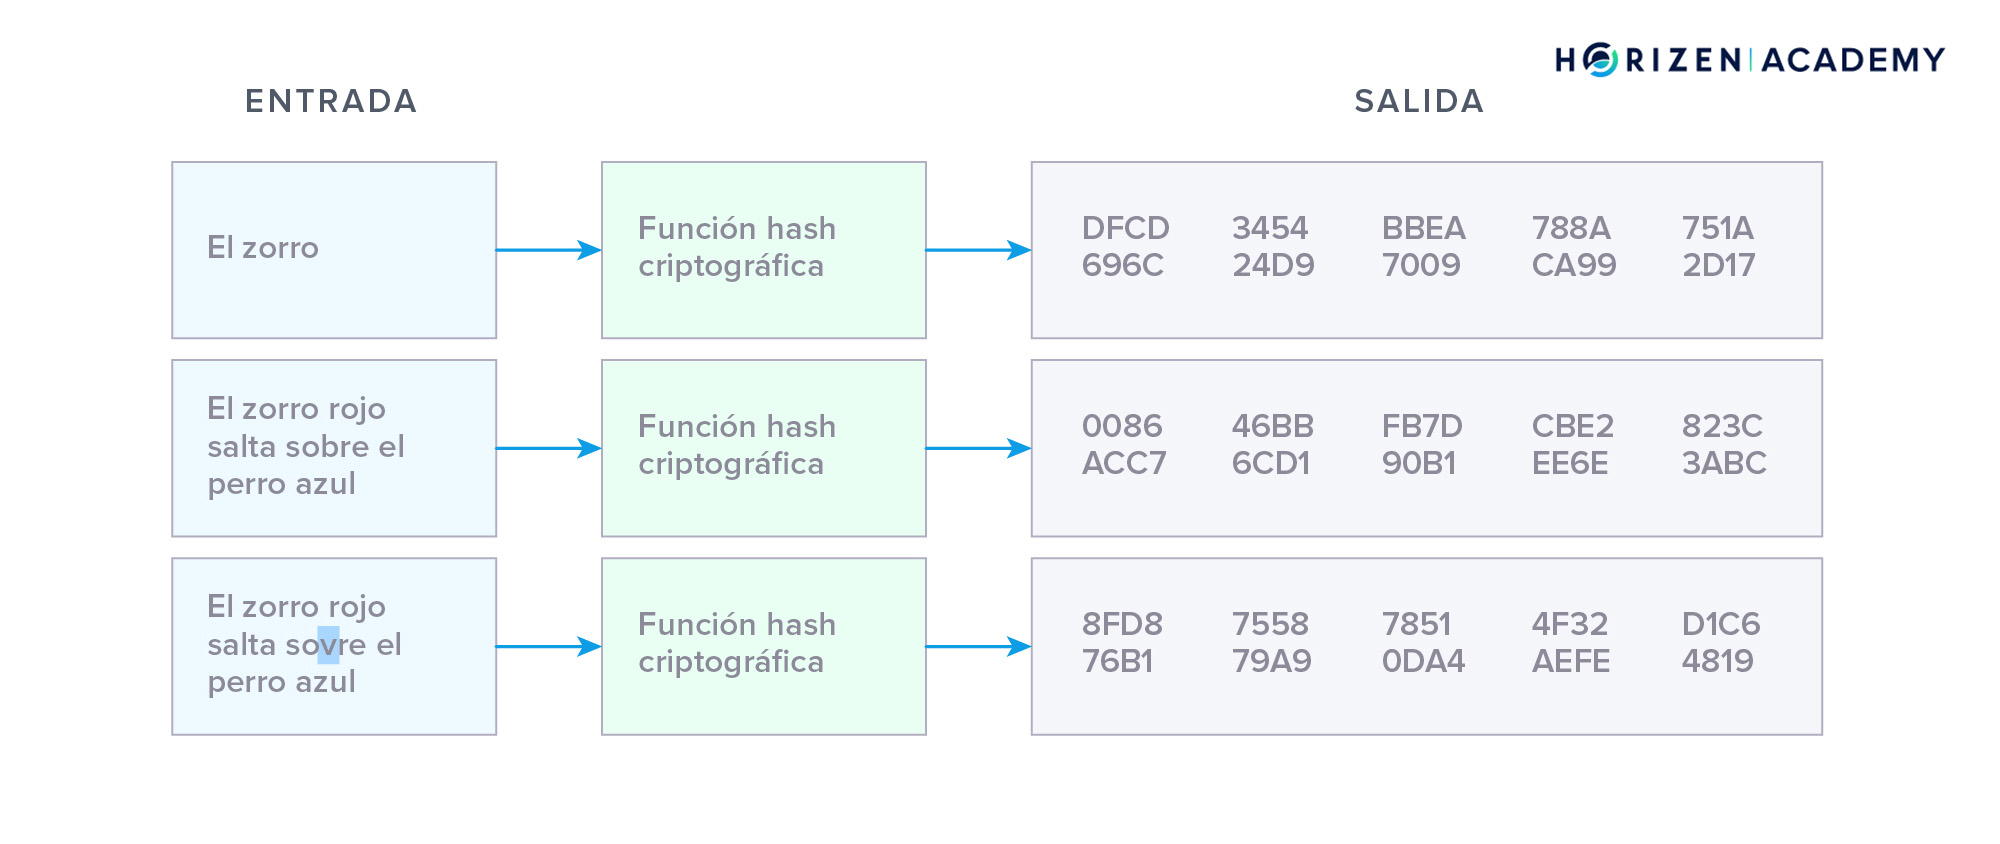 HORIZEN ACADEMY
ENTRADA
SALIDA
El zorro
Función hash
criptográfica
DFCD 3454 BBEA 788A 751A
696C 24D9 7009 CA99 2D17
El zorro rojo
salta sobre el
perro azul
Función hash
criptográfica
0086 46BB FB7D CBE2 823C
ACC7 6CD1 90B1 EE6E 3ABC
El zorro rojo
salta sovre el
perro azul
Función hash
criptográfica
8FD8 7558 7851 4F32 D1C6
76B1 79A9 0DA4 AEFE 4819